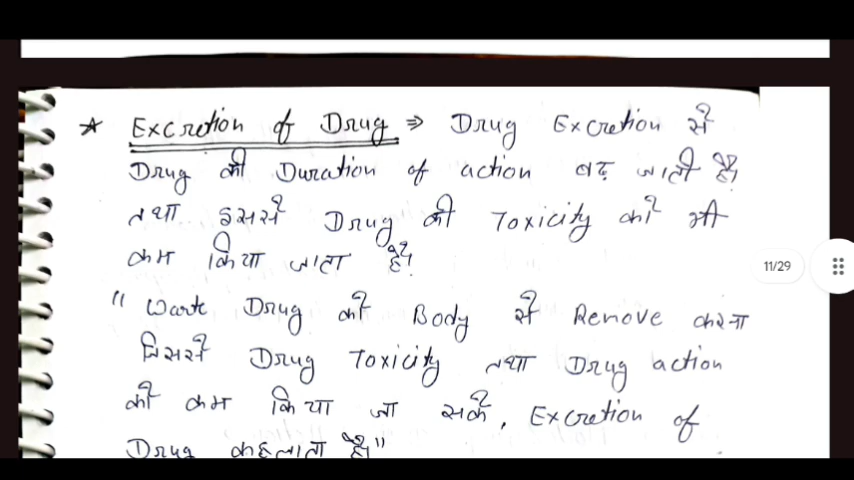 * Excretion of Drug ⇒ Drug Excretion से
Drug की Duration of action बढ़ जाती है।
तथा इससे Drug की Toxicity को भी
कम किया जाता है।
11/29
" Wast Drug को Body से Remove करना
जिससे Drug Toxicity तथा Drug action
को कम किया जा सके, Excretion of
Drug कहलाता है।"